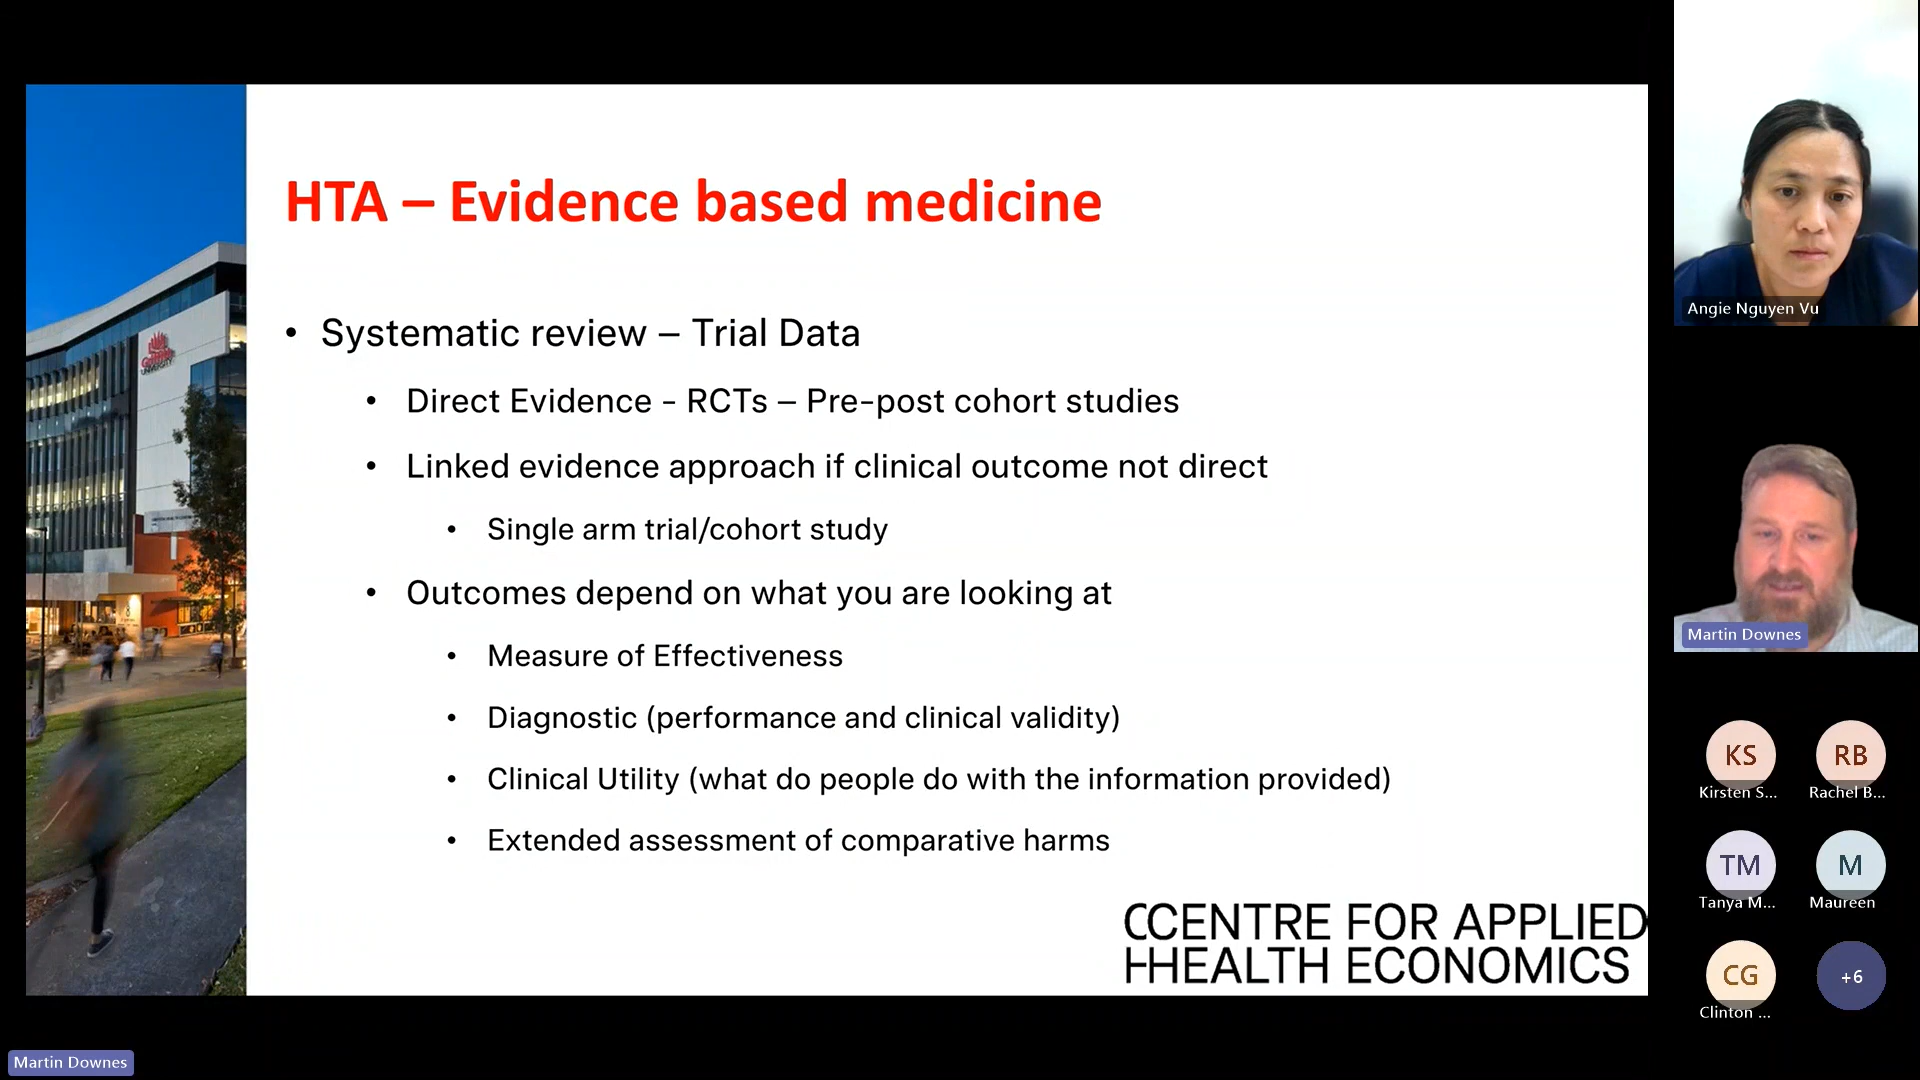 HTA – Evidence based medicine
• Systematic review – Trial Data
• Direct Evidence - RCTs – Pre-post cohort studies
• Linked evidence approach if clinical outcome not direct
• Single arm trial/cohort study
• Outcomes depend on what you are looking at
• Measure of Effectiveness
• Diagnostic (performance and clinical validity)
• Clinical Utility (what do people do with the information provided)
• Extended assessment of comparative harms
CCENTRE FOR APPLIED
HHEALTH ECONOMICS
Angie Nguyen Vu
Martin Downes
KS
Kirsten S...
RB
Rachel B...
TM
Tanya M...
M
Maureen
CG
Clinton ...
+6
Martin Downes